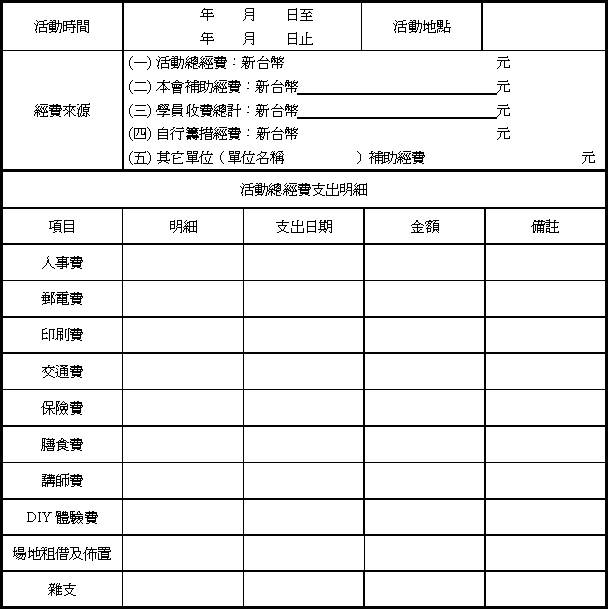 活動時間
年 月 日至
年 月 日止
活動地點
經費來源
(一) 活動總經費：新台幣 元
(二) 本會補助經費：新台幣 元
(三) 學員收費總計：新台幣 元
(四) 自行籌措經費：新台幣 元
(五) 其它單位（單位名稱 ）補助經費 元
活動總經費支出明細
項目 明細 支出日期 金額 備註
人事費
郵電費
印刷費
交通費
保險費
膳食費
講師費
DIY 體驗費
場地租借及佈置
雜支